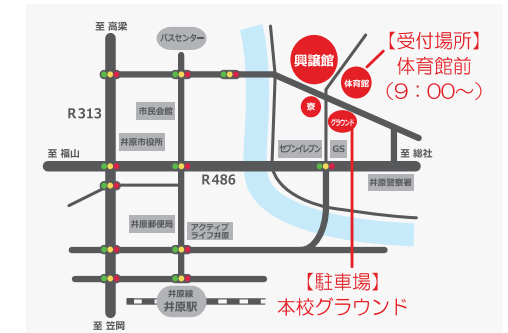 至 高梁
バスセンター
興譲館
【受付場所】
体育館前
（9：00～）
体育館
寮
グラウンド
R313
市民会館
井原市役所
セブンイレブン
GS
至 福山
至 総社
R486
井原警察署
井原郵便局
アクティブ
ライフ井原
【駐車場】
本校グラウンド
井原線
井原駅
至 笠岡